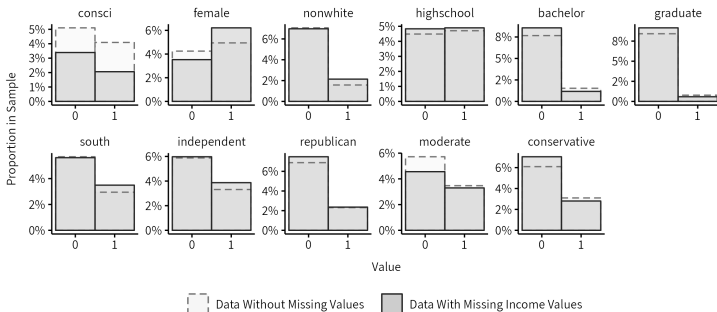 consci female nonwhite highschool bachelor graduate
5% 4% 3% 2% 1% 0%
6% 4% 2% 0%
6% 4% 2% 0%
5% 4% 3% 2% 1% 0%
8% 5% 2% 0%
8% 5% 2% 0%
0 1 0 1 0 1 0 1 0 1 0 1
Proportion in Sample
south independent republican moderate conservative
4% 2% 0%
6% 4% 2% 0%
6% 4% 2% 0%
6% 4% 2% 0%
6% 4% 2% 0%
0 1 0 1 0 1 0 1 0 1
Value
Data Without Missing Values Data With Missing Income Values